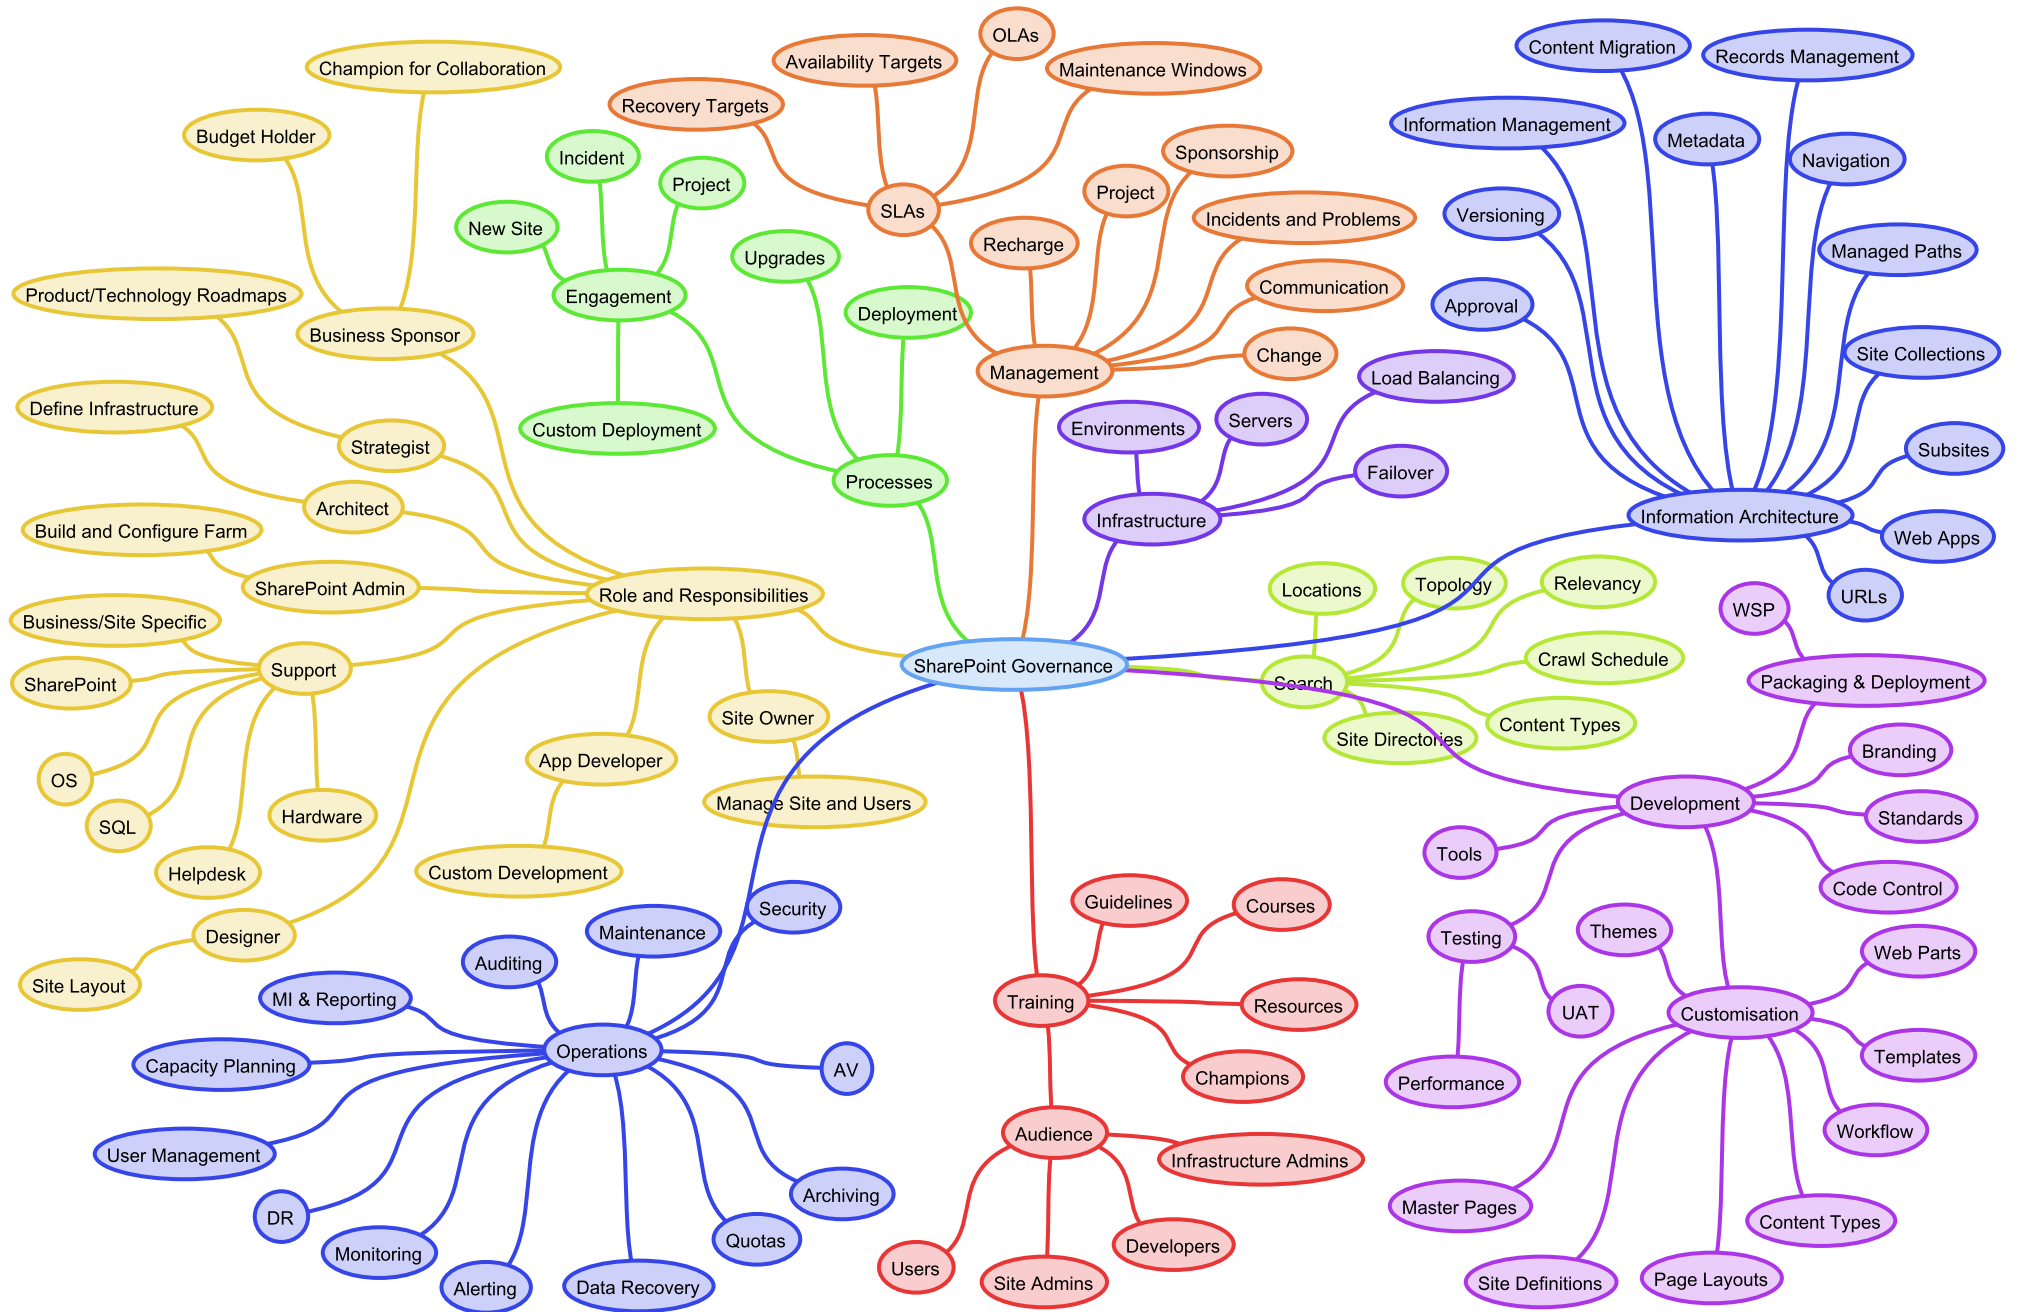 OLAs
Content Migration
Records Management
Champion for Collaboration
Availability Targets
Maintenance Windows
Recovery Targets
Information Management
Budget Holder
Metadata
Incident
Sponsorship
Navigation
Project
Project
SLAs
Versioning
Incidents and Problems
New Site
Recharge
Managed Paths
Upgrades
Communication
Product/Technology Roadmaps
Engagement
Approval
Deployment
Business Sponsor
Change
Site Collections
Management
Load Balancing
Define Infrastructure
Environments
Servers
Custom Deployment
Strategist
Subsites
Failover
Processes
Architect
Infrastructure
Information Architecture
Build and Configure Farm
Web Apps
SharePoint Admin
Locations
Topology
Relevancy
Role and Responsibilities
URLs
WSP
Business/Site Specific
Crawl Schedule
SharePoint Governance
Support
SharePoint
Search
Packaging & Deployment
Site Owner
Content Types
Site Directories
Branding
App Developer
OS
Manage Site and Users
Development
Hardware
Standards
SQL
Tools
Helpdesk
Custom Development
Code Control
Guidelines
Courses
Security
Maintenance
Themes
Designer
Testing
Web Parts
Auditing
Site Layout
MI & Reporting
Training
Resources
UAT
Customisation
Operations
Templates
Capacity Planning
AV
Champions
Performance
Workflow
Audience
User Management
Infrastructure Admins
Archiving
Master Pages
DR
Content Types
Quotas
Developers
Monitoring
Users
Page Layouts
Site Admins
Site Definitions
Data Recovery
Alerting